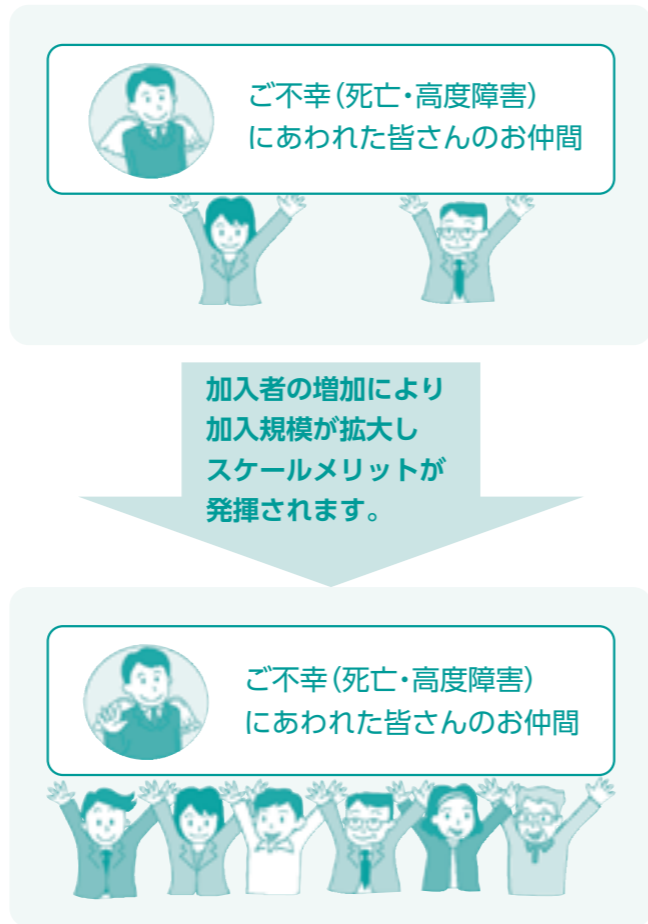 ご不幸(死亡・高度障害)
にあわれた皆さんのお仲間
加入者の増加により
加入規模が拡大し
スケールメリットが
発揮されます。
ご不幸(死亡・高度障害)
にあわれた皆さんのお仲間